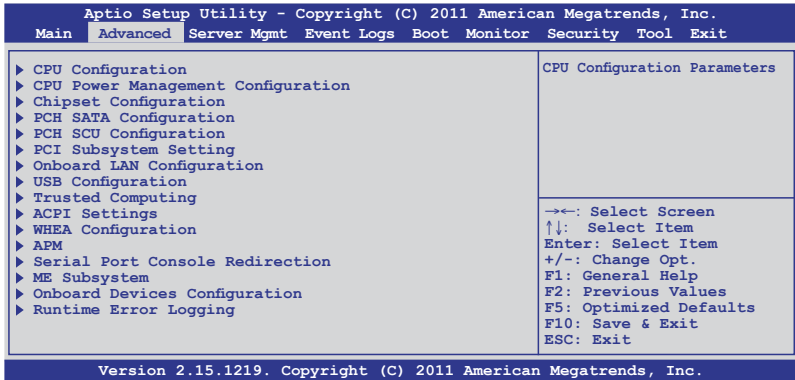 Aptio Setup Utility - Copyright (C) 2011 American Megatrends, Inc.
Main Advanced Server Mgmt Event Logs Boot Monitor Security Tool Exit
CPU Configuration
CPU Power Management Configuration
Chipset Configuration
PCH SATA Configuration
PCH SCU Configuration
PCI Subsystem Setting
Onboard LAN Configuration
USB Configuration
Trusted Computing
ACPI Settings
WHEA Configuration
APM
Serial Port Console Redirection
ME Subsystem
Onboard Devices Configuration
Runtime Error Logging
CPU Configuration Parameters
→←: Select Screen
↑↓: Select Item
Enter: Select Item
+/-: Change Opt.
F1: General Help
F2: Previous Values
F5: Optimized Defaults
F10: Save & Exit
ESC: Exit
Version 2.15.1219. Copyright (C) 2011 American Megatrends, Inc.